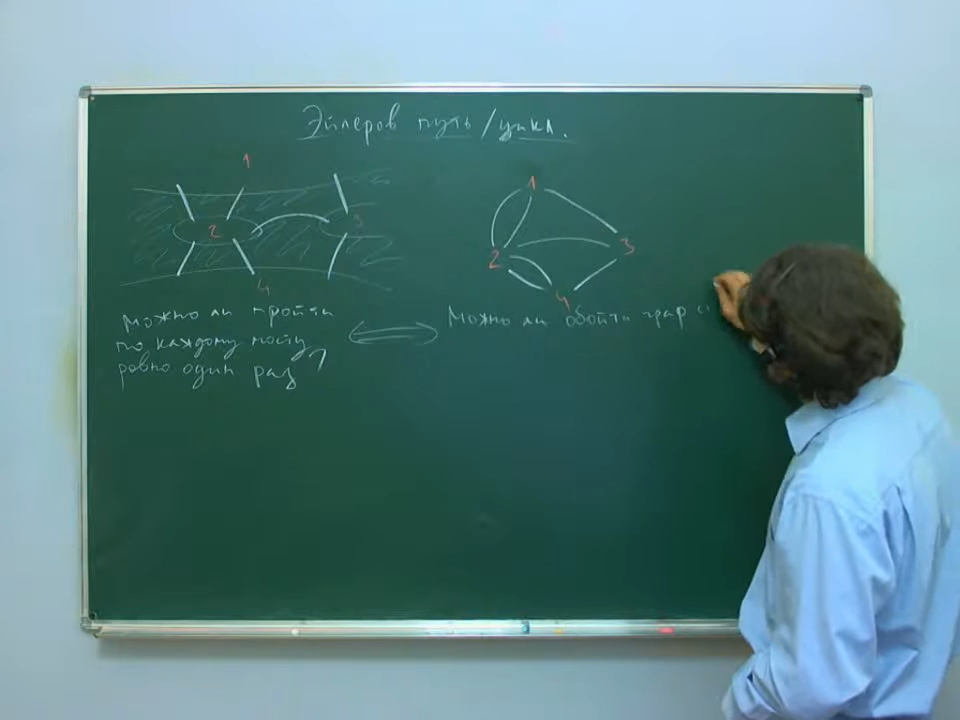 Эйлеров путь/цикл.
1
2
3
4
1
2
3
4
Можно ли пройти
по каждому мосту
ровно один раз?
Можно ли обойти граф с